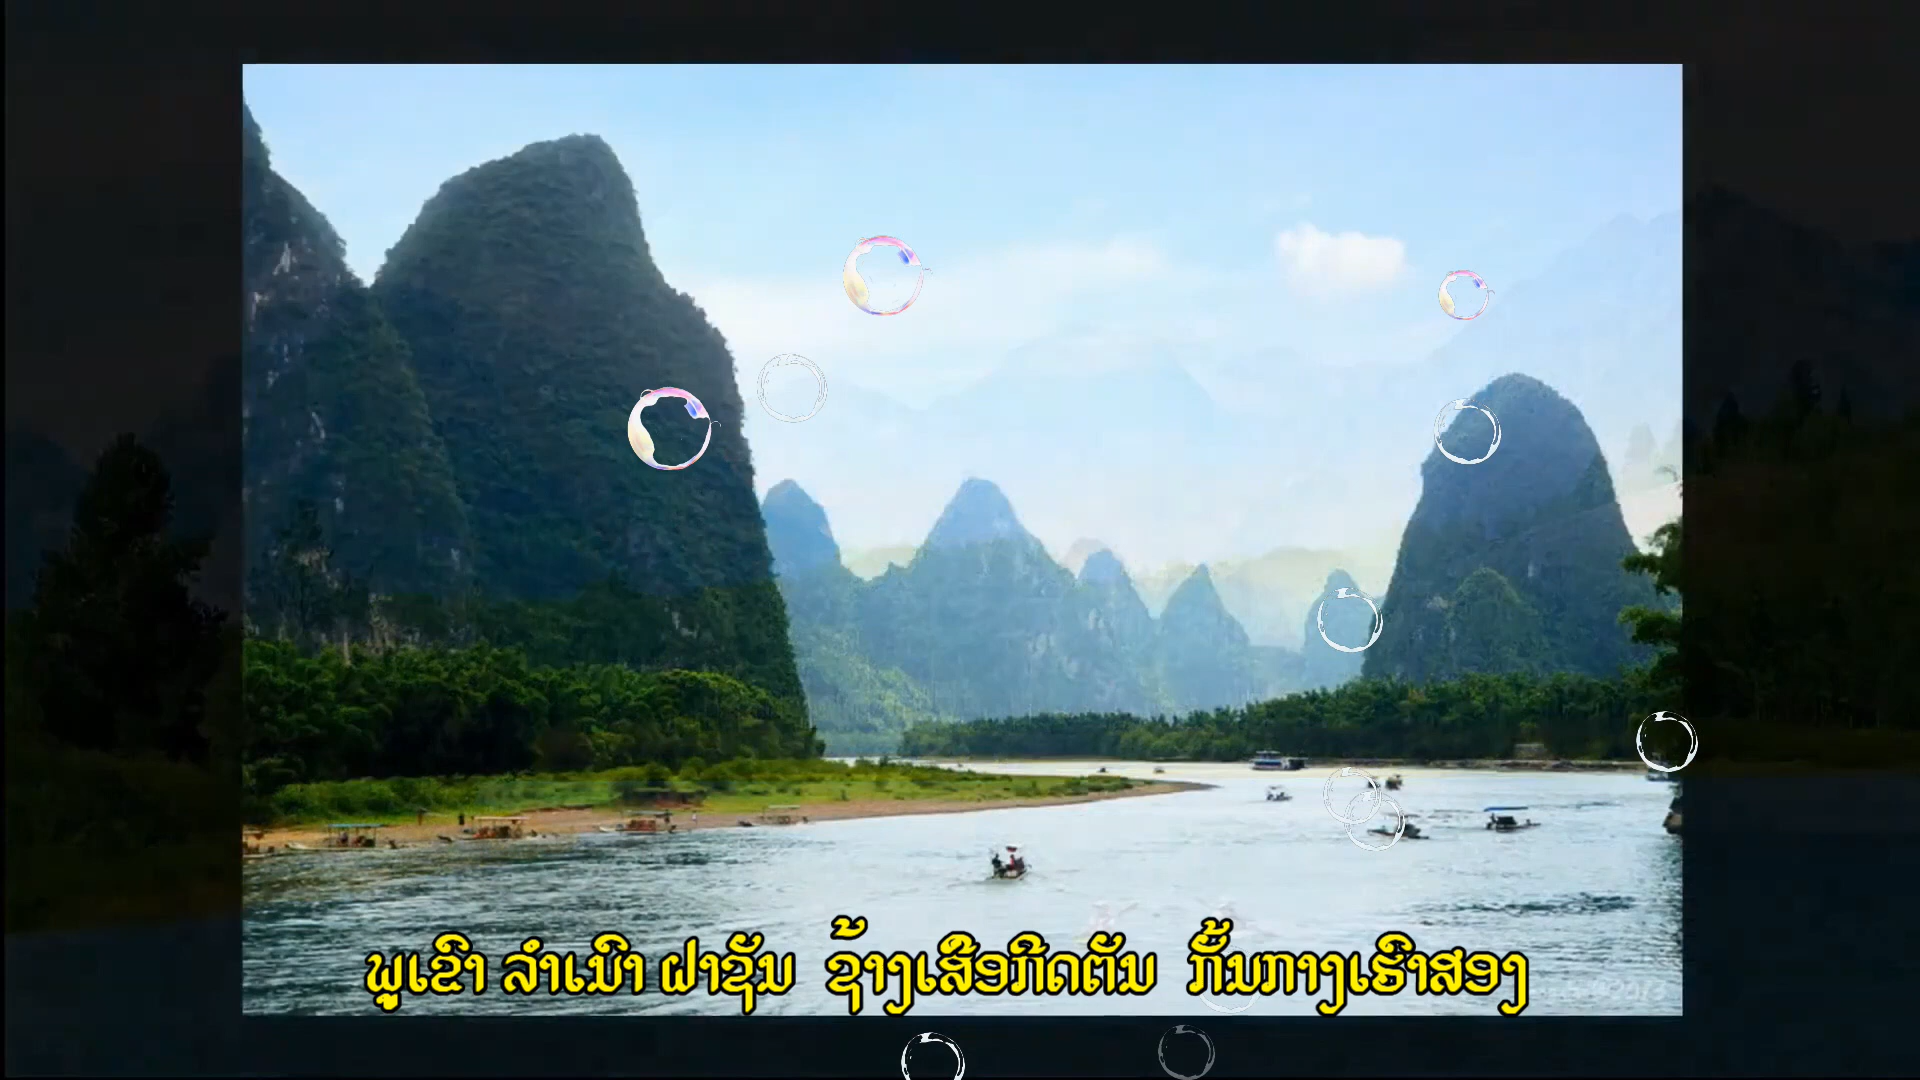 ພູເຂົາ ລຳເນົາ ຝາຊັນ ຊ້າງເສືອກີດຕັນ ກັ້ນກາງເຮົາສອງ